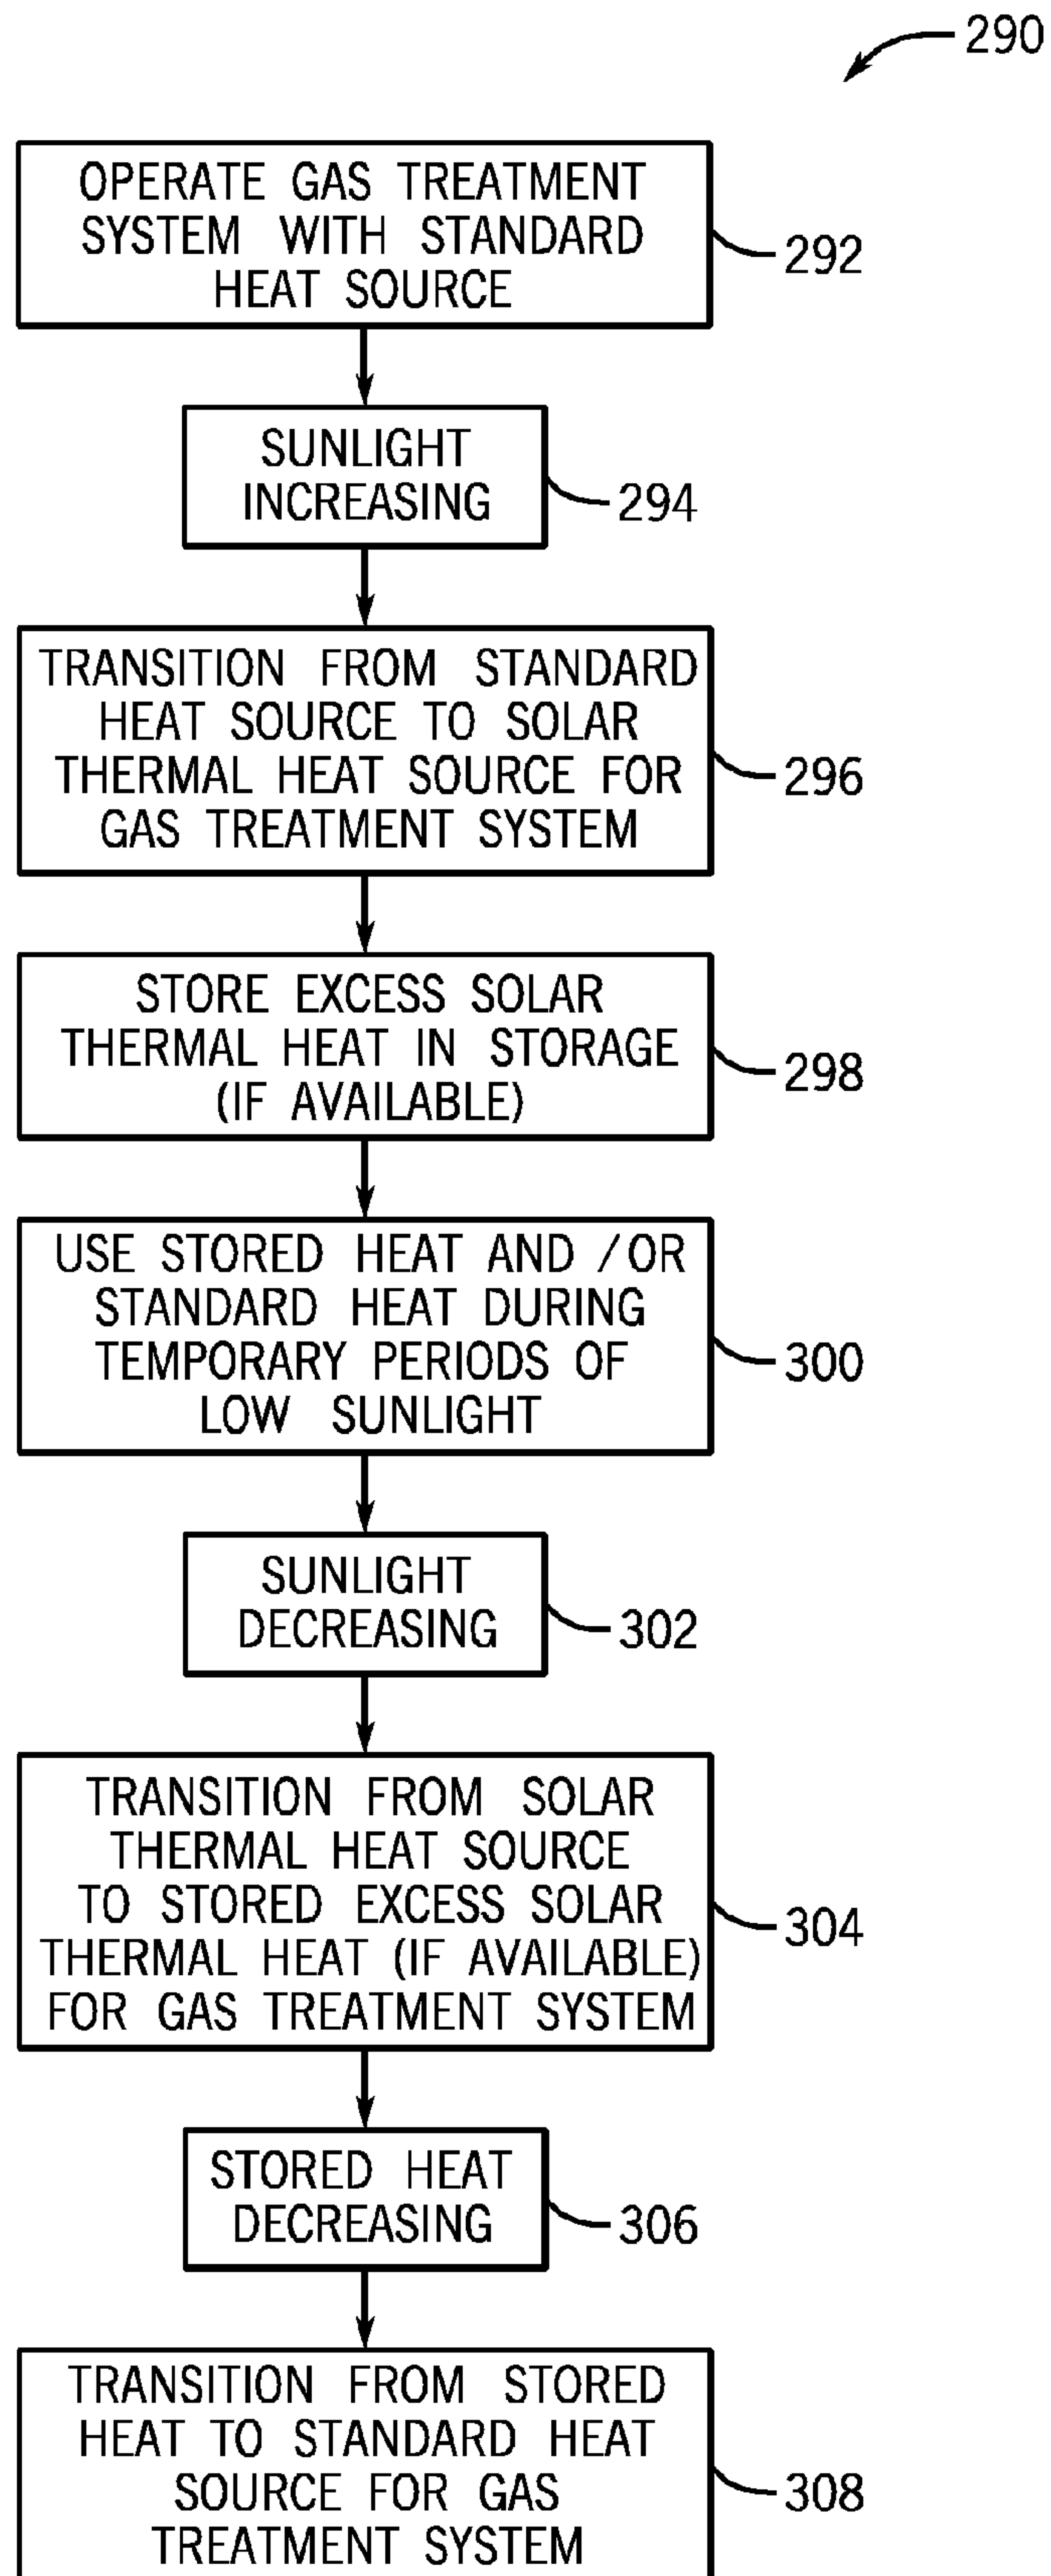 290
OPERATE GAS TREATMENT
SYSTEM WITH STANDARD
HEAT SOURCE
292
SUNLIGHT
INCREASING
294
TRANSITION FROM STANDARD
HEAT SOURCE TO SOLAR
THERMAL HEAT SOURCE FOR
GAS TREATMENT SYSTEM
296
STORE EXCESS SOLAR
THERMAL HEAT IN STORAGE
(IF AVAILABLE)
298
USE STORED HEAT AND /OR
STANDARD HEAT DURING
TEMPORARY PERIODS OF
LOW SUNLIGHT
300
SUNLIGHT
DECREASING
302
TRANSITION FROM SOLAR
THERMAL HEAT SOURCE
TO STORED EXCESS SOLAR
THERMAL HEAT (IF AVAILABLE)
FOR GAS TREATMENT SYSTEM
304
STORED HEAT
DECREASING
306
TRANSITION FROM STORED
HEAT TO STANDARD HEAT
SOURCE FOR GAS
TREATMENT SYSTEM
308